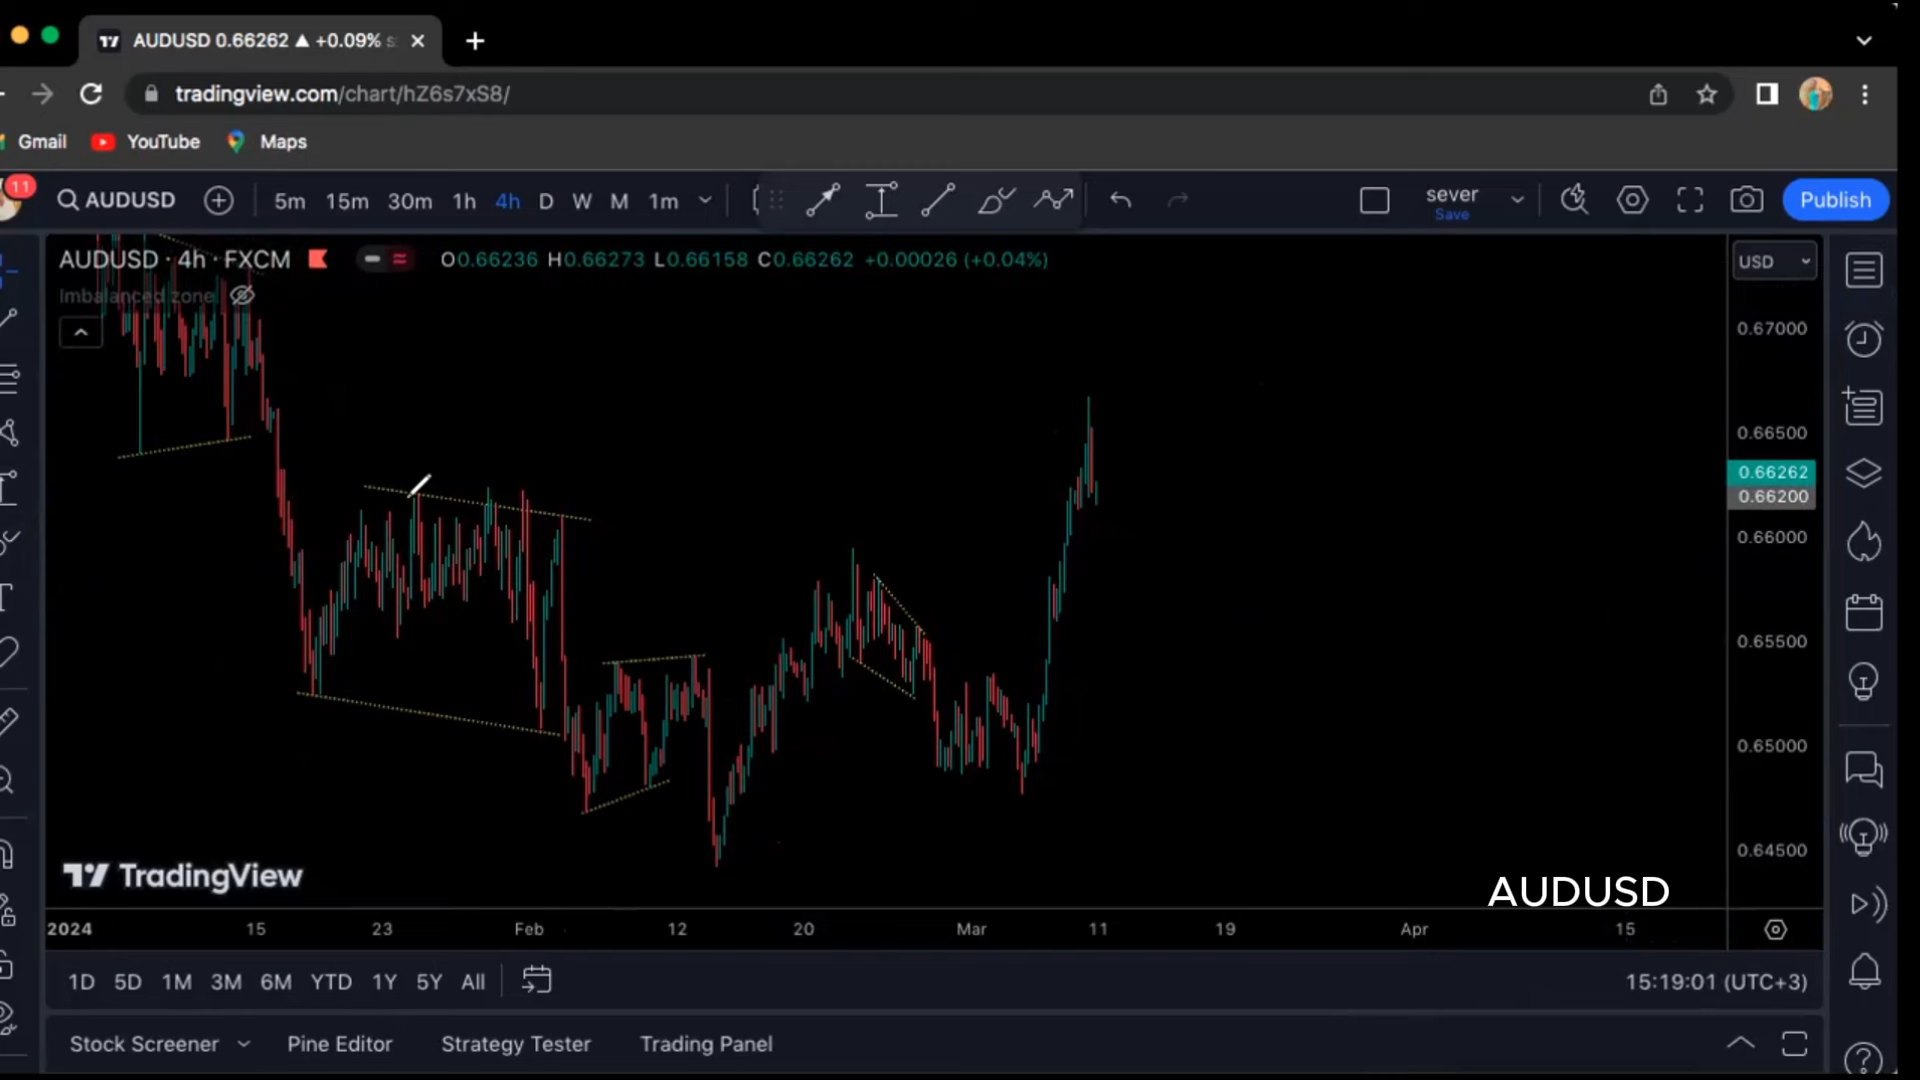 AUDUSD 0.66262 ▲ +0.09% s
tradingview.com/chart/hZ6s7xS8/
Gmail YouTube Maps
11 AUDUSD 5m 15m 30m 1h 4h D W M 1m sever Save Publish
AUDUSD · 4h · FXCM O0.66236 H0.66273 L0.66158 C0.66262 +0.00026 (+0.04%) USD
Imbalanced zone
0.67000
0.66500
0.66262
0.66200
0.66000
0.65500
0.65000
0.64500
TradingView
AUDUSD
2024 15 23 Feb 12 20 Mar 11 19 Apr 15
1D 5D 1M 3M 6M YTD 1Y 5Y All 15:19:01 (UTC+3)
Stock Screener Pine Editor Strategy Tester Trading Panel